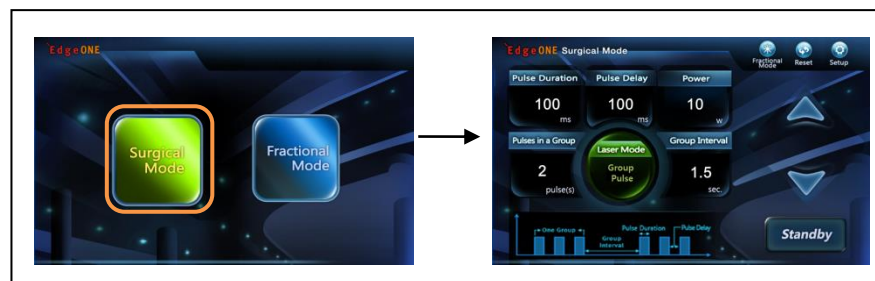 EdgeONE
Surgical
Mode
Fractional
Mode
EdgeONE Surgical Mode
Fractional
Mode
Reset
Setup
Pulse Duration
100
ms
Pulse Delay
100
ms
Power
10
w
Pulses in a Group
2
pulse(s)
Laser Mode
Group
Pulse
Group Interval
1.5
sec.
One Group
Group
Interval
Pulse Duration
Pulse Delay
Standby